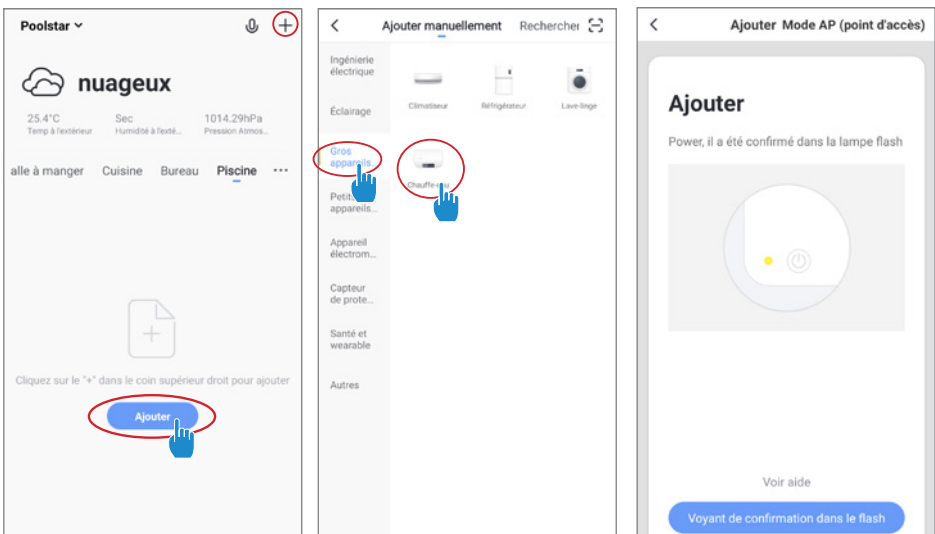 Poolstar
nuageux
25.4°C Sec 1014.29hPa
Temp à l'extérieur Humidité à l'exté... Pression Atmos...
alle à manger Cuisine Bureau Piscine ...
Cliquez sur le "+" dans le coin supérieur droit pour ajouter
Ajouter
Ajouter manuellement Rechercher
Ingénierie
électrique
Éclairage
Gros
appareils...
Petits
appareils...
Appareil
électrom...
Capteur
de prote...
Santé et
wearable
Autres
Climatiseur Réfrigérateur Lave-linge
Chauffe-eau
Ajouter Mode AP (point d'accès)
Ajouter
Power, il a été confirmé dans la lampe flash
Voir aide
Voyant de confirmation dans le flash